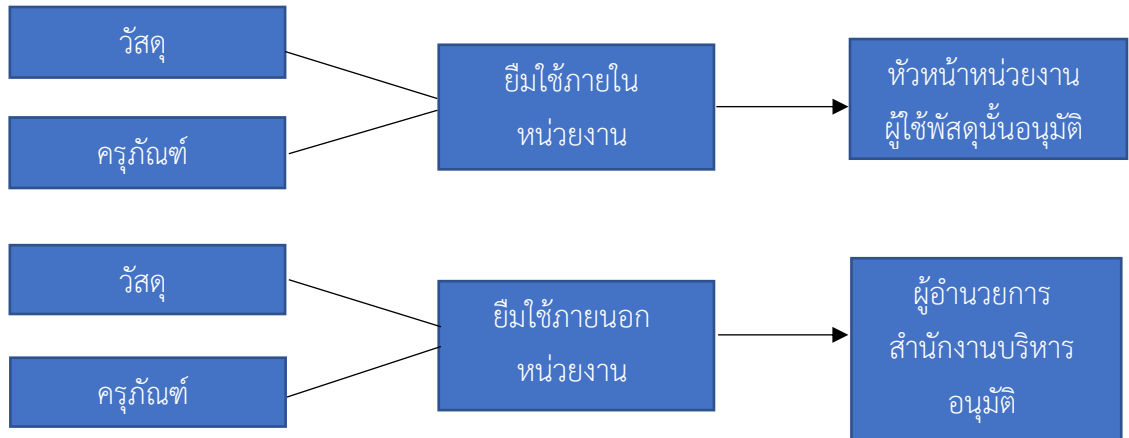 วัสดุ
ครุภัณฑ์
ยืมใช้ภายใน
หน่วยงาน
หัวหน้าหน่วยงาน
ผู้ใช้พัสดุนั้นอนุมัติ
วัสดุ
ครุภัณฑ์
ยืมใช้ภายนอก
หน่วยงาน
ผู้อำนวยการ
สำนักงานบริหาร
อนุมัติ